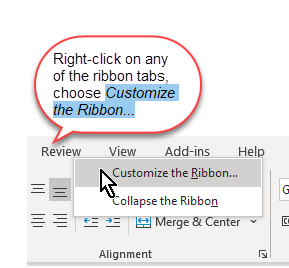 Right-click on any
of the ribbon tabs,
choose Customize
the Ribbon...
Review View Add-ins Help
Customize the Ribbon...
Collapse the Ribbon
Merge & Center
Alignment